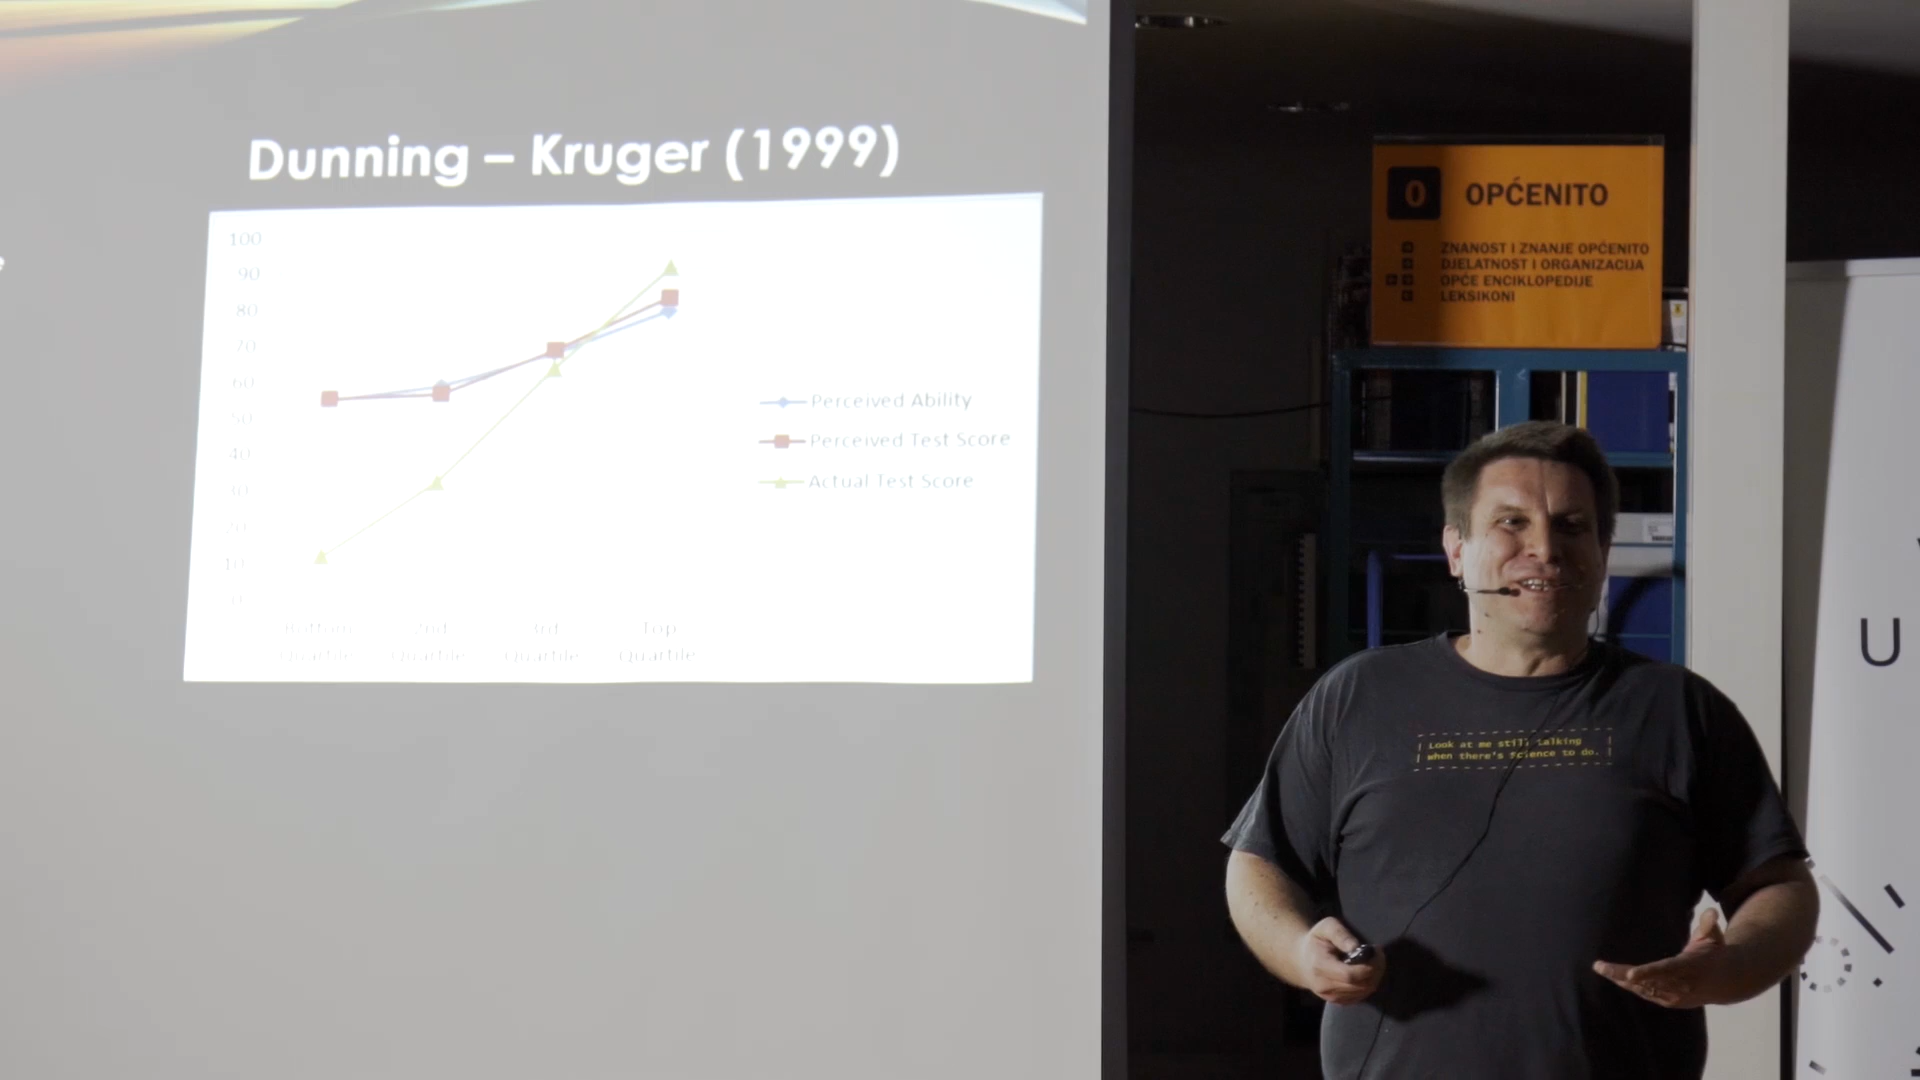 Dunning – Kruger (1999)
100
90
80
70
60
50
40
30
20
10
0
Bottom Quartile
2nd Quartile
3rd Quartile
Top Quartile
Perceived Ability
Perceived Test Score
Actual Test Score
0 OPĆENITO
ZNANOST I ZNANJE OPĆENITO
DJELATNOST I ORGANIZACIJA
OPĆE ENCIKLOPEDIJE
LEKSIKONI
Look at me still talking
when there's science to do.
U